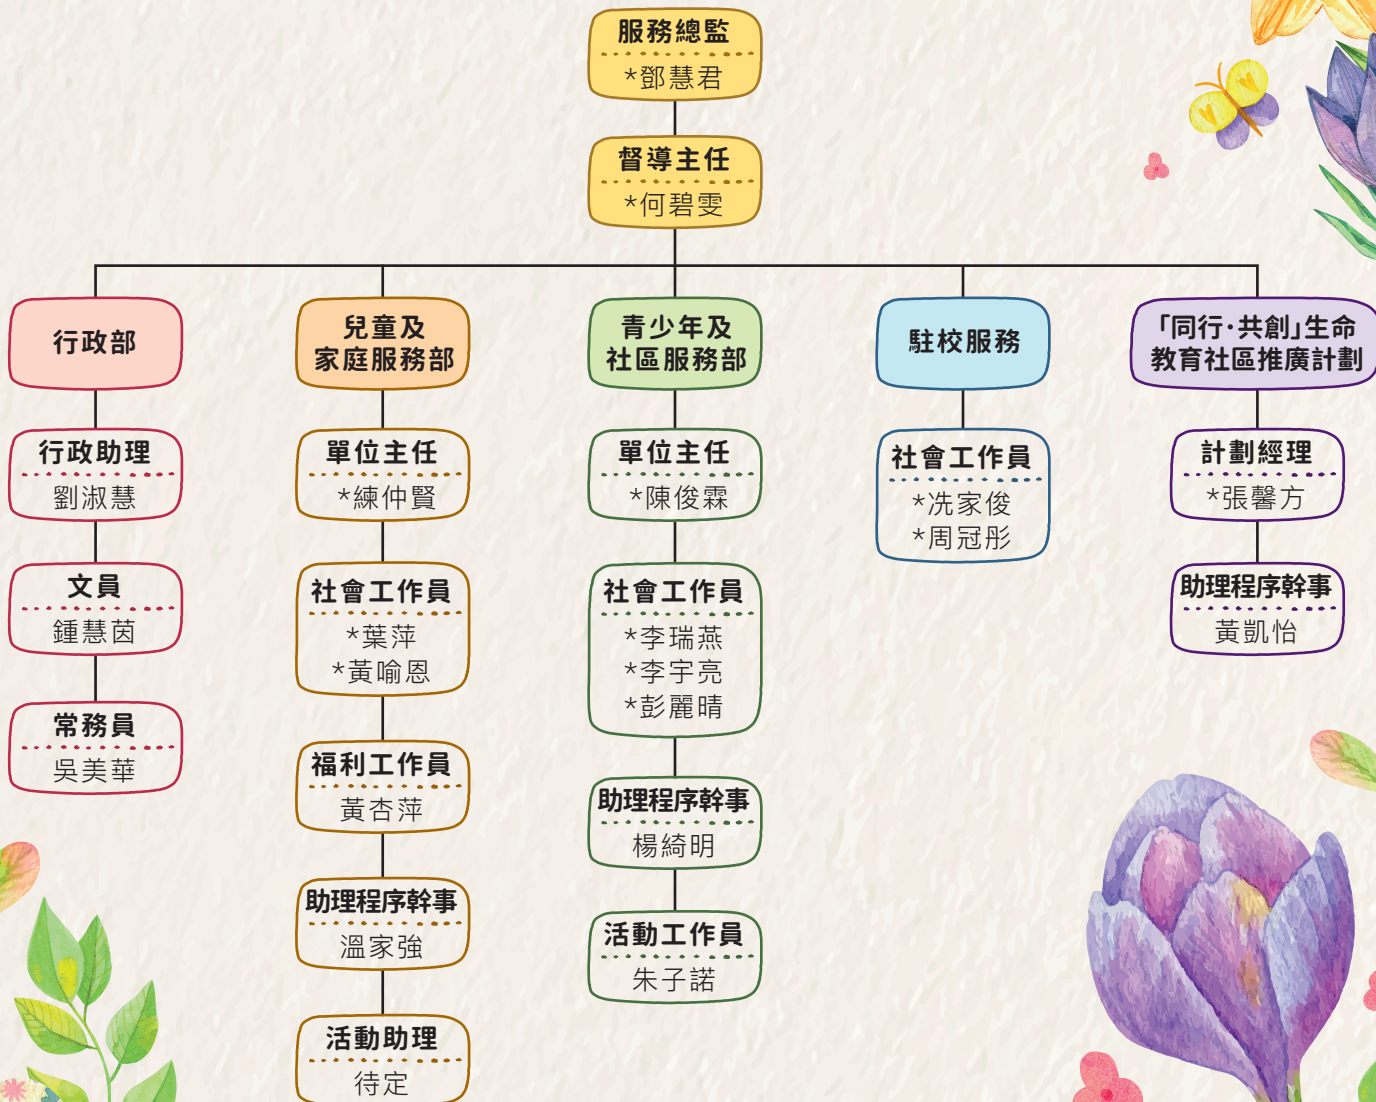 服務總監
*鄧慧君
督導主任
*何碧雯
行政部
行政助理
劉淑慧
文員
鍾慧茵
常務員
吳美華
兒童及
家庭服務部
單位主任
*練仲賢
社會工作員
*葉萍
*黃喻恩
福利工作員
黃杏萍
助理程序幹事
溫家強
活動助理
待定
青少年及
社區服務部
單位主任
*陳俊霖
社會工作員
*李瑞燕
*李宇亮
*彭麗晴
助理程序幹事
楊綺明
活動工作員
朱子諾
駐校服務
社會工作員
*冼家俊
*周冠彤
「同行·共創」生命
教育社區推廣計劃
計劃經理
*張馨方
助理程序幹事
黃凱怡